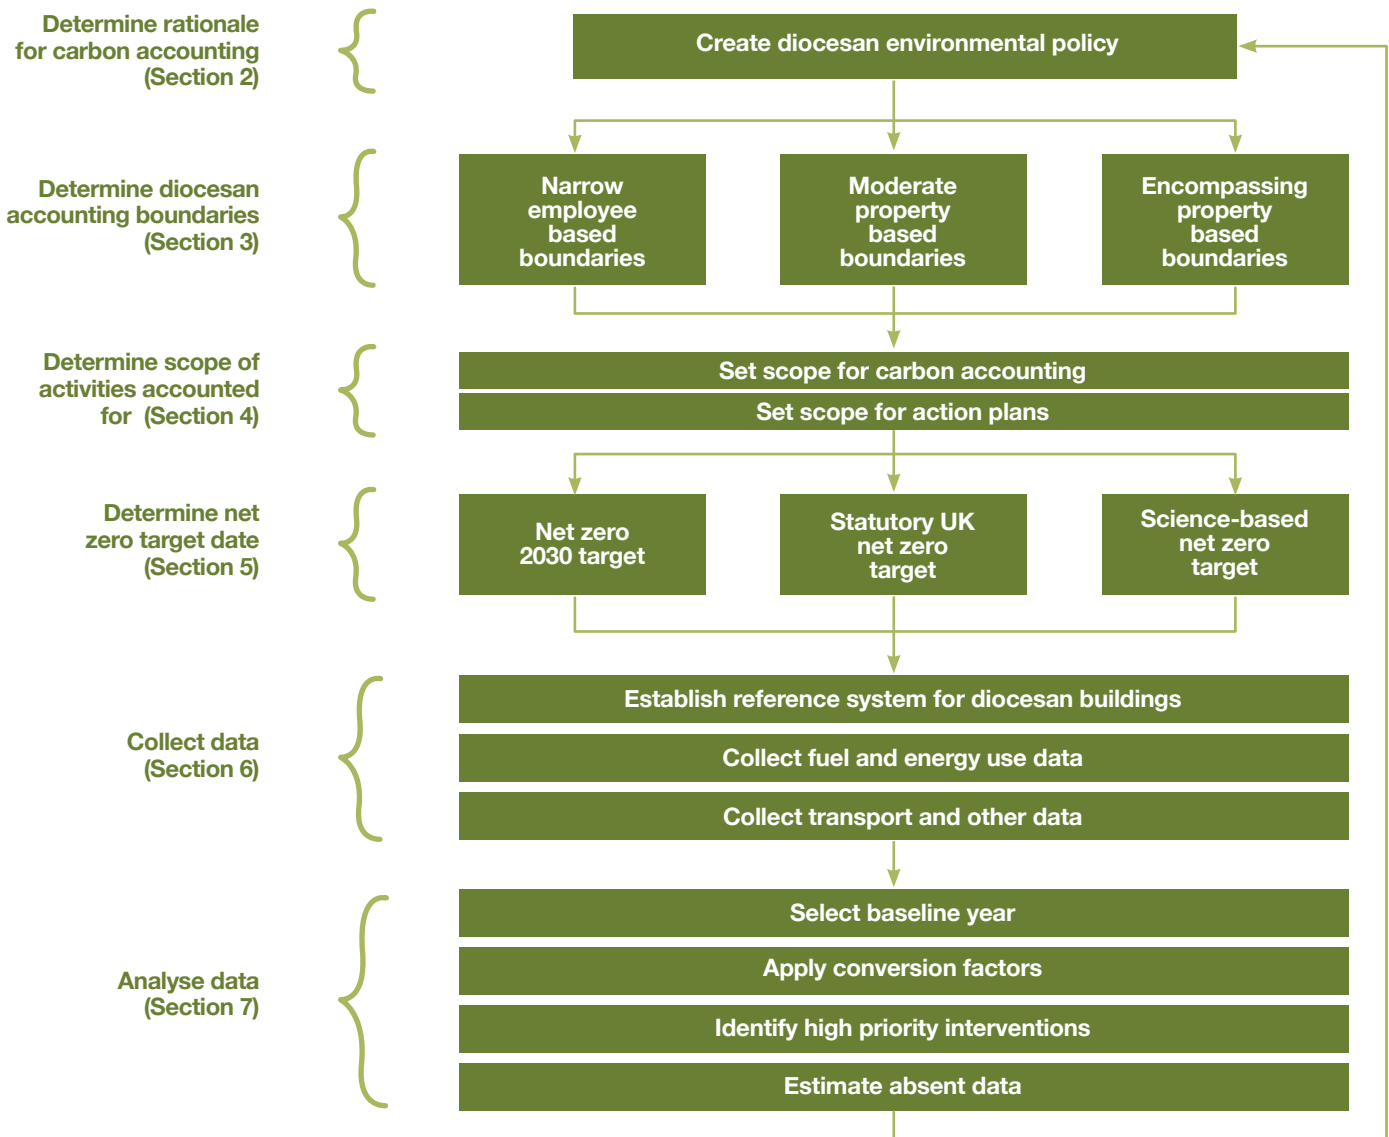 Determine rationale
for carbon accounting
(Section 2)
Create diocesan environmental policy
Determine diocesan
accounting boundaries
(Section 3)
Narrow
employee
based
boundaries
Moderate
property
based
boundaries
Encompassing
property
based
boundaries
Determine scope of
activities accounted
for (Section 4)
Set scope for carbon accounting
Set scope for action plans
Determine net
zero target date
(Section 5)
Net zero
2030 target
Statutory UK
net zero
target
Science-based
net zero
target
Collect data
(Section 6)
Establish reference system for diocesan buildings
Collect fuel and energy use data
Collect transport and other data
Analyse data
(Section 7)
Select baseline year
Apply conversion factors
Identify high priority interventions
Estimate absent data